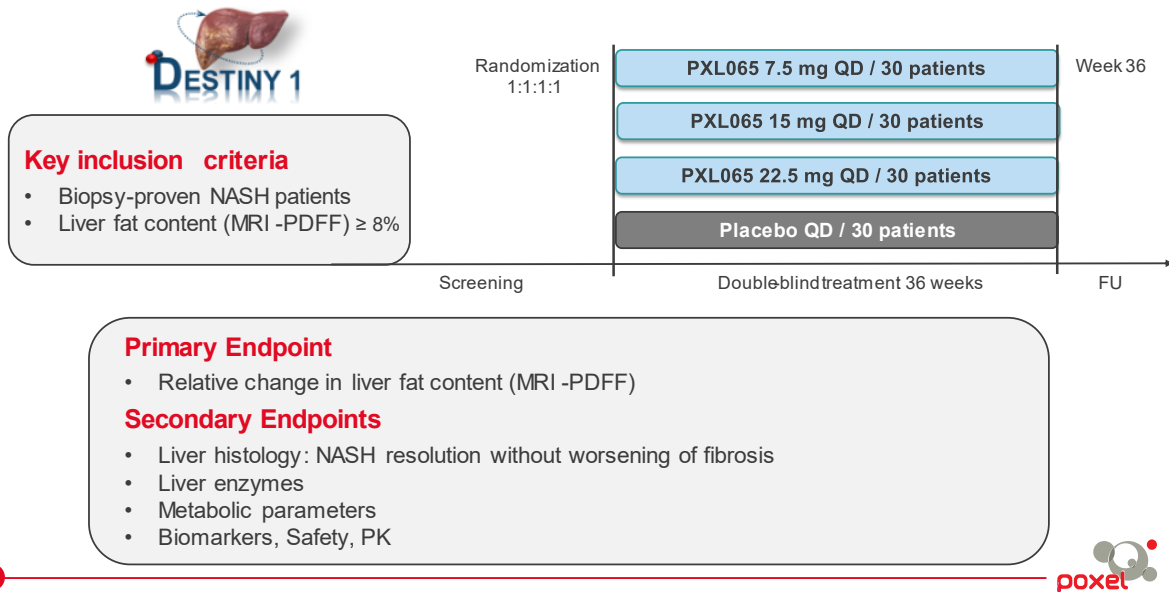 DESTINY 1
Key inclusion criteria
• Biopsy-proven NASH patients
• Liver fat content (MRI -PDFF) ≥ 8%
Randomization
1:1:1:1
PXL065 7.5 mg QD / 30 patients
PXL065 15 mg QD / 30 patients
PXL065 22.5 mg QD / 30 patients
Placebo QD / 30 patients
Week 36
Screening
Double-blind treatment 36 weeks
FU
Primary Endpoint
• Relative change in liver fat content (MRI -PDFF)
Secondary Endpoints
• Liver histology: NASH resolution without worsening of fibrosis
• Liver enzymes
• Metabolic parameters
• Biomarkers, Safety, PK
poxel